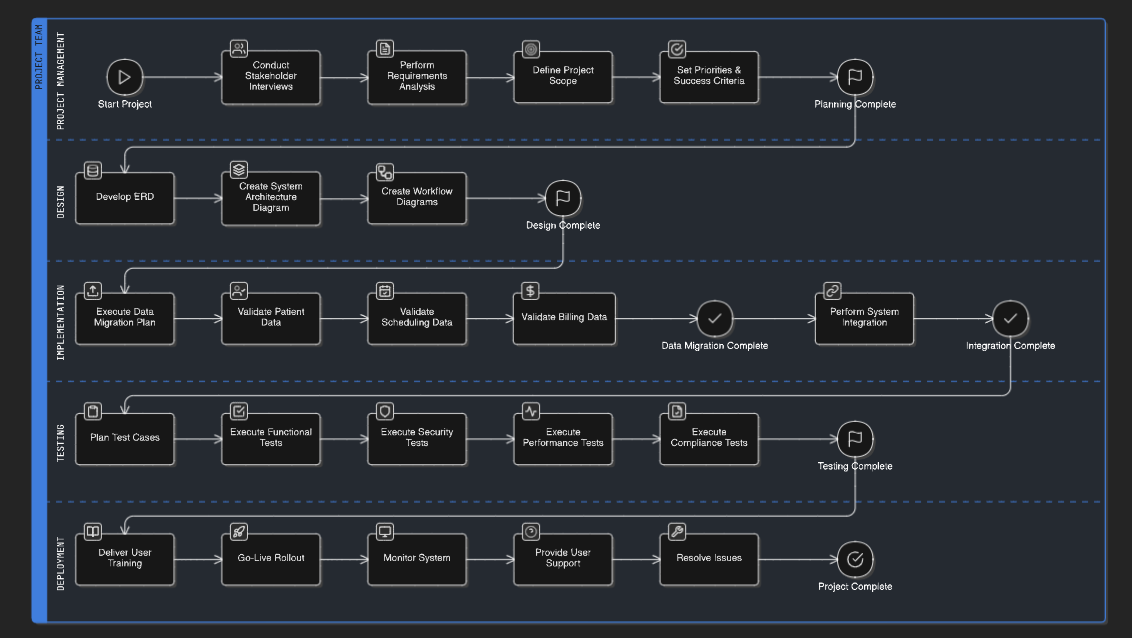 PROJECT TEAM
PROJECT MANAGEMENT
Start Project
Conduct
Stakeholder
Interviews
Perform
Requirements
Analysis
Define Project
Scope
Set Priorities &
Success Criteria
Planning Complete
DESIGN
Develop ERD
Create System
Architecture
Diagram
Create Workflow
Diagrams
Design Complete
IMPLEMENTATION
Execute Data
Migration Plan
Validate Patient
Data
Validate
Scheduling Data
Validate Billing Data
Data Migration Complete
Perform System
Integration
Integration Complete
TESTING
Plan Test Cases
Execute Functional
Tests
Execute Security
Tests
Execute
Performance Tests
Execute
Compliance Tests
Testing Complete
DEPLOYMENT
Deliver User
Training
Go-Live Rollout
Monitor System
Provide User
Support
Resolve Issues
Project Complete